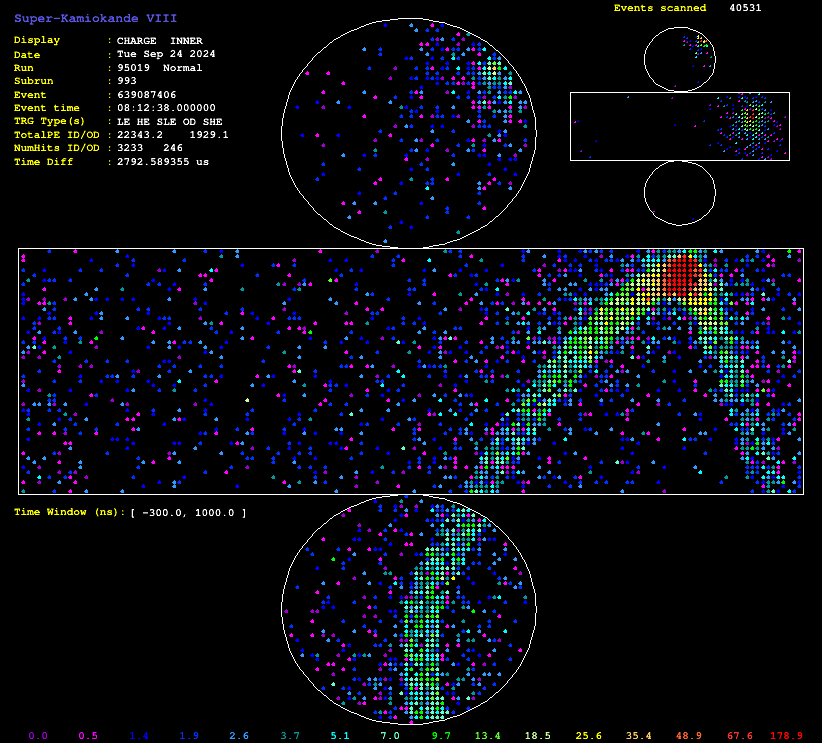 Super-Kamiokande VIII
Events scanned 40531
Display : CHARGE INNER
Date : Tue Sep 24 2024
Run : 95019 Normal
Subrun : 993
Event : 639087406
Event time : 08:12:38.000000
TRG Type(s) : LE HE SLE OD SHE
TotalPE ID/OD : 22343.2 1929.1
NumHits ID/OD : 3233 246
Time Diff : 2792.589355 us
Time Window (ns): [ -300.0, 1000.0 ]
0.0 0.5 1.4 1.9 2.6 3.7 5.1 7.0 9.7 13.4 18.5 25.6 35.4 48.9 67.6 178.9